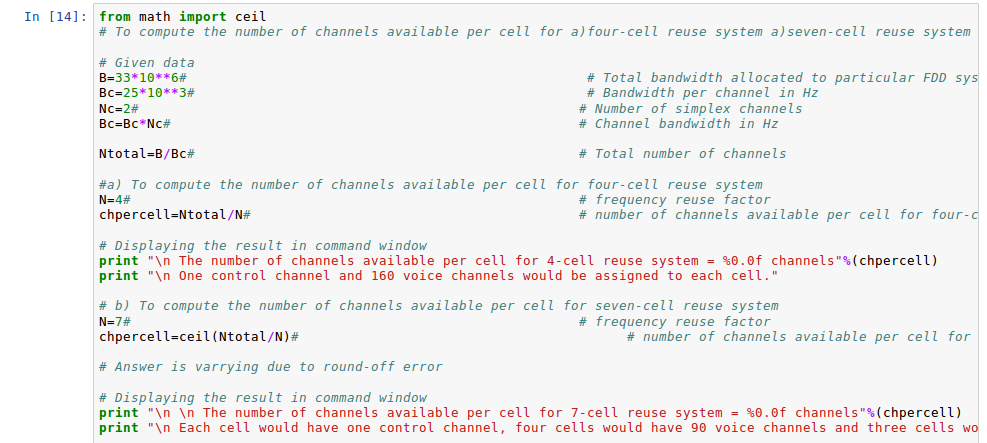 In [14]: from math import ceil
# To compute the number of channels available per cell for a)four-cell reuse system a)seven-cell reuse system
# Given data
B=33*10**6# # Total bandwidth allocated to particular FDD sys
Bc=25*10**3# # Bandwidth per channel in Hz
Nc=2# # Number of simplex channels
Bc=Bc*Nc# # Channel bandwidth in Hz
Ntotal=B/Bc# # Total number of channels
#a) To compute the number of channels available per cell for four-cell reuse system
N=4# # frequency reuse factor
chpercell=Ntotal/N# # number of channels available per cell for four-c
# Displaying the result in command window
print "\n The number of channels available per cell for 4-cell reuse system = %0.0f channels"%(chpercell)
print "\n One control channel and 160 voice channels would be assigned to each cell."
# b) To compute the number of channels available per cell for seven-cell reuse system
N=7# # frequency reuse factor
chpercell=ceil(Ntotal/N)# # number of channels available per cell for
# Answer is varrying due to round-off error
# Displaying the result in command window
print "\n \n The number of channels available per cell for 7-cell reuse system = %0.0f channels"%(chpercell)
print "\n Each cell would have one control channel, four cells would have 90 voice channels and three cells wo